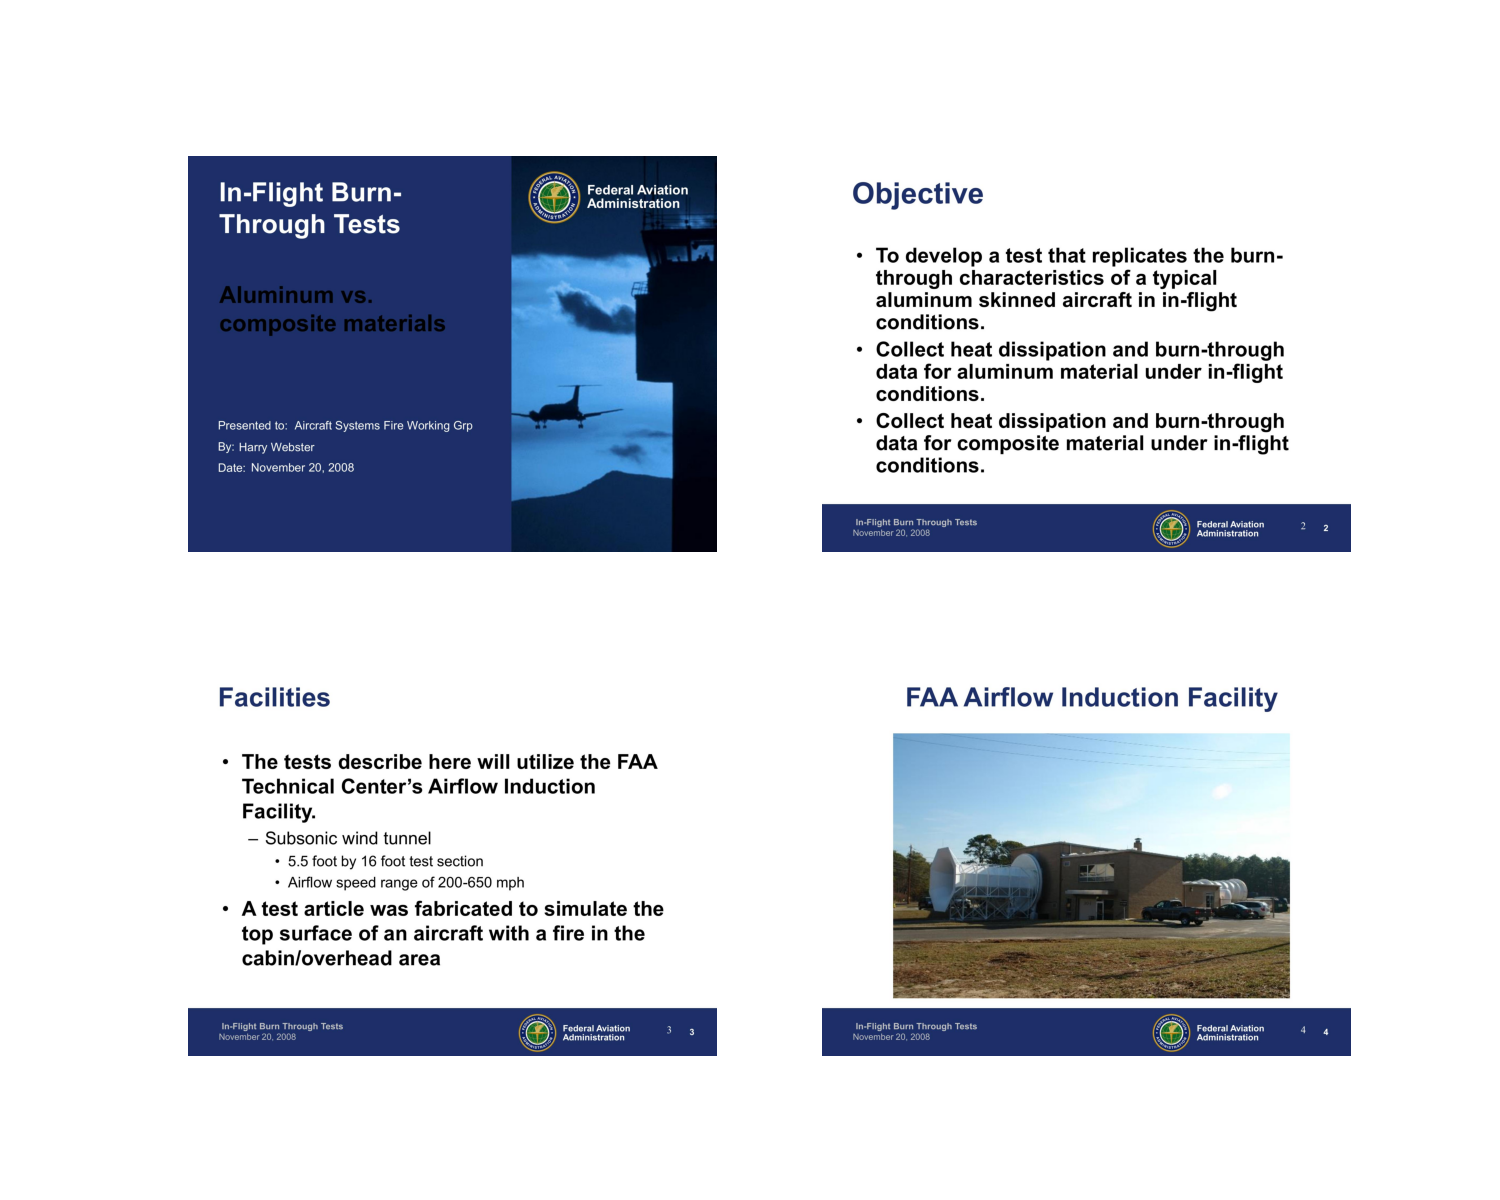 In-Flight Burn-
Through Tests
Federal Aviation
Administration
Aluminum vs.
composite materials
Presented to: Aircraft Systems Fire Working Grp
By: Harry Webster
Date: November 20, 2008
Objective
• To develop a test that replicates the burn-
through characteristics of a typical
aluminum skinned aircraft in in-flight
conditions.
• Collect heat dissipation and burn-through
data for aluminum material under in-flight
conditions.
• Collect heat dissipation and burn-through
data for composite material under in-flight
conditions.
In-Flight Burn Through Tests
November 20, 2008
Federal Aviation
Administration
2 2
Facilities
• The tests describe here will utilize the FAA
Technical Center’s Airflow Induction
Facility.
– Subsonic wind tunnel
• 5.5 foot by 16 foot test section
• Airflow speed range of 200-650 mph
• A test article was fabricated to simulate the
top surface of an aircraft with a fire in the
cabin/overhead area
In-Flight Burn Through Tests
November 20, 2008
Federal Aviation
Administration
3 3
FAA Airflow Induction Facility
In-Flight Burn Through Tests
November 20, 2008
Federal Aviation
Administration
4 4